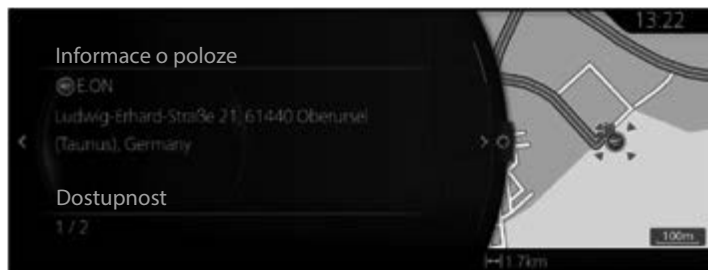 13:22
Informace o poloze
E.ON
Ludwig-Erhard-Straße 21, 61440 Oberursel
(Taunus), Germany
Dostupnost
1 / 2
100m
1.7km